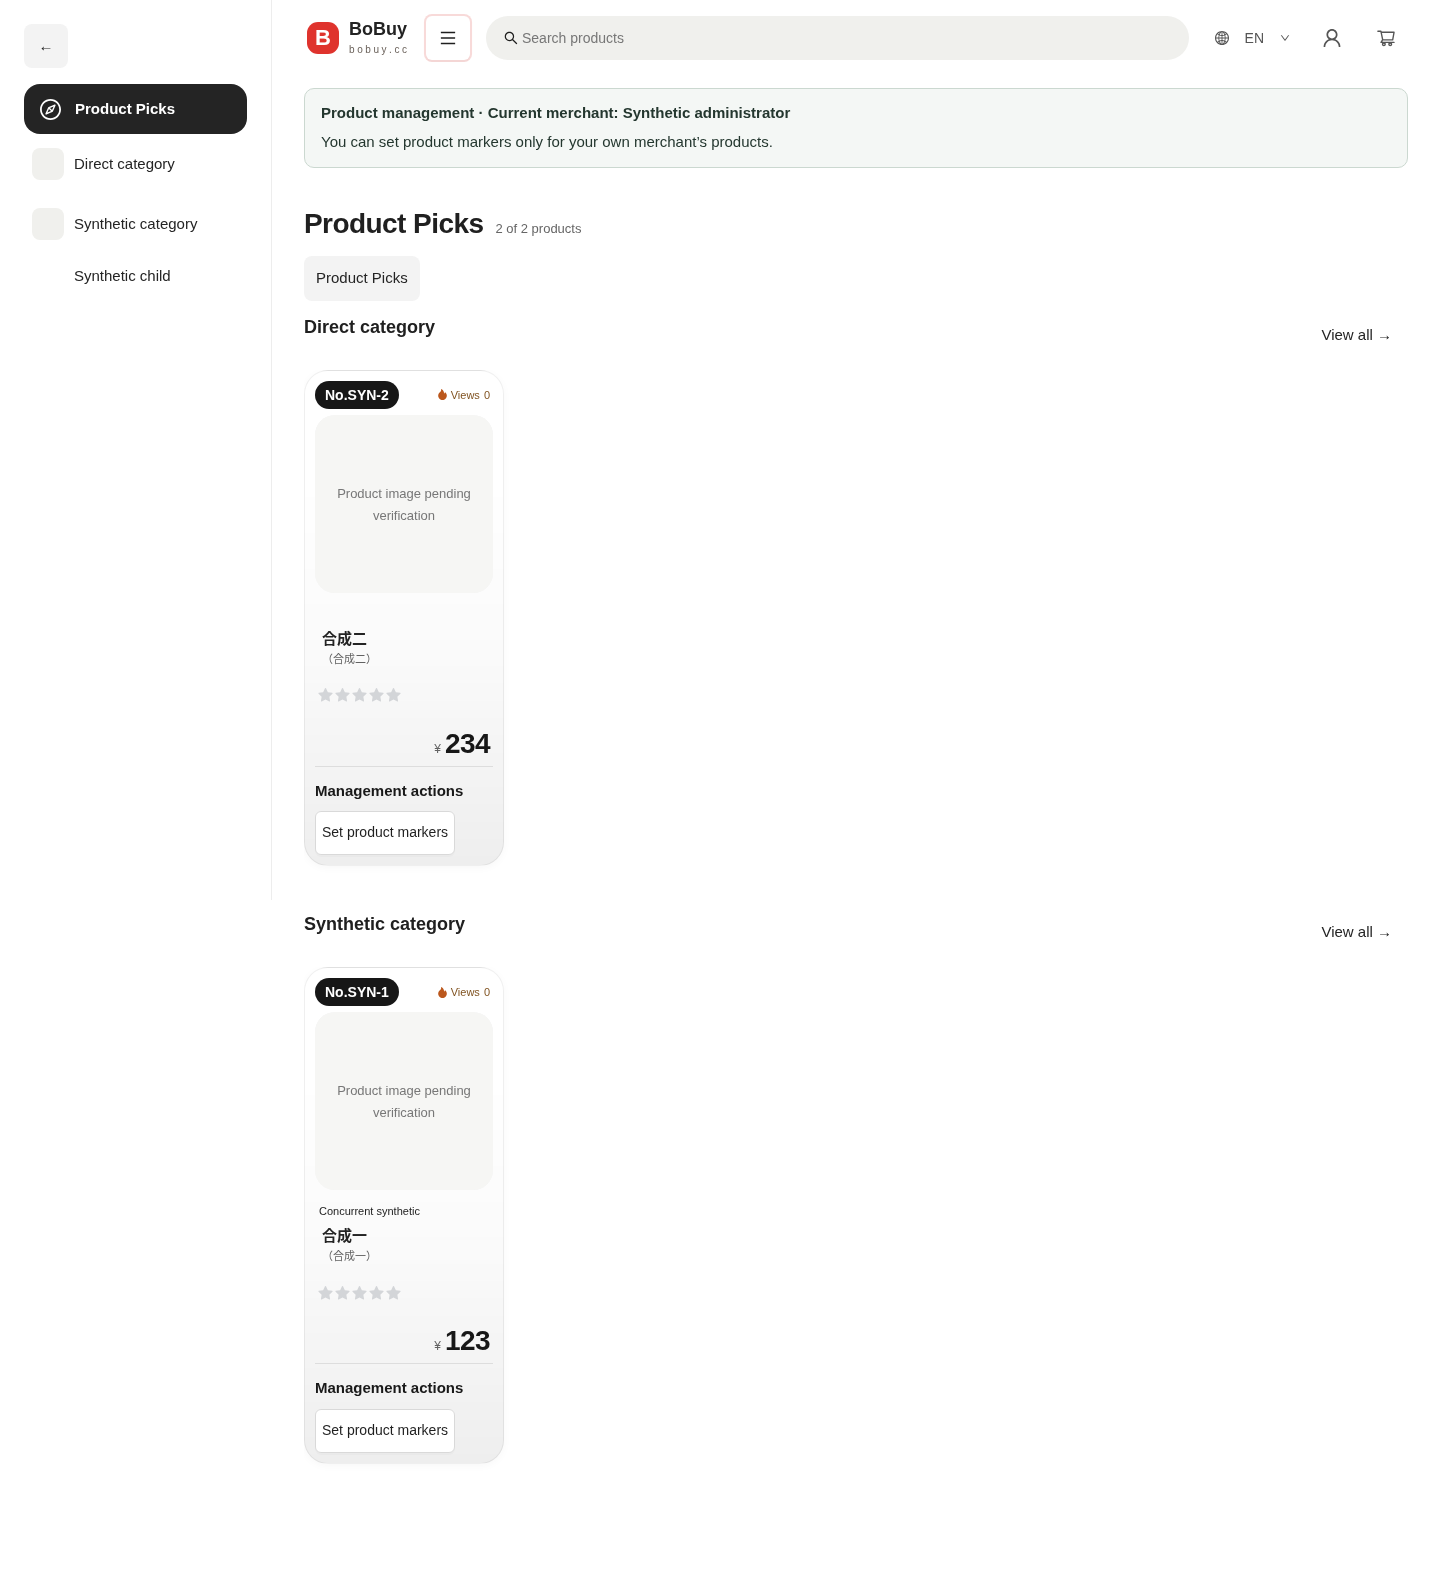 ←
Product Picks
Direct category
Synthetic category
Synthetic child
B BoBuy
bobuy.cc
Search products
EN
Product management · Current merchant: Synthetic administrator
You can set product markers only for your own merchant’s products.
Product Picks 2 of 2 products
Product Picks
Direct category
View all →
No.SYN-2 Views 0
Product image pending
verification
合成二
（合成二）
¥ 234
Management actions
Set product markers
Synthetic category
View all →
No.SYN-1 Views 0
Product image pending
verification
Concurrent synthetic
合成一
（合成一）
¥ 123
Management actions
Set product markers